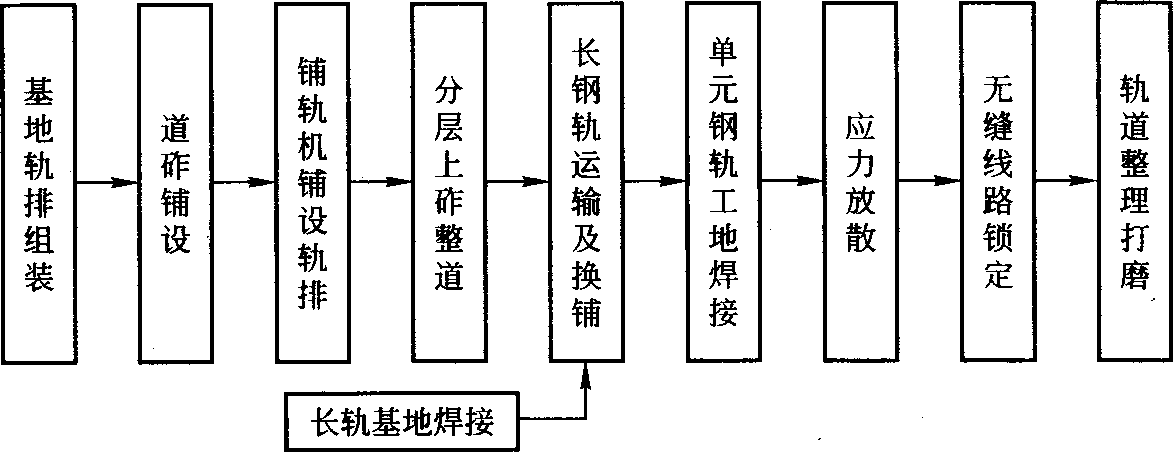 基地轨排组装
道砟铺设
铺轨机铺设轨排
分层上砟整道
长钢轨运输及换铺
单元钢轨工地焊接
应力放散
无缝线路锁定
轨道整理打磨
长轨基地焊接